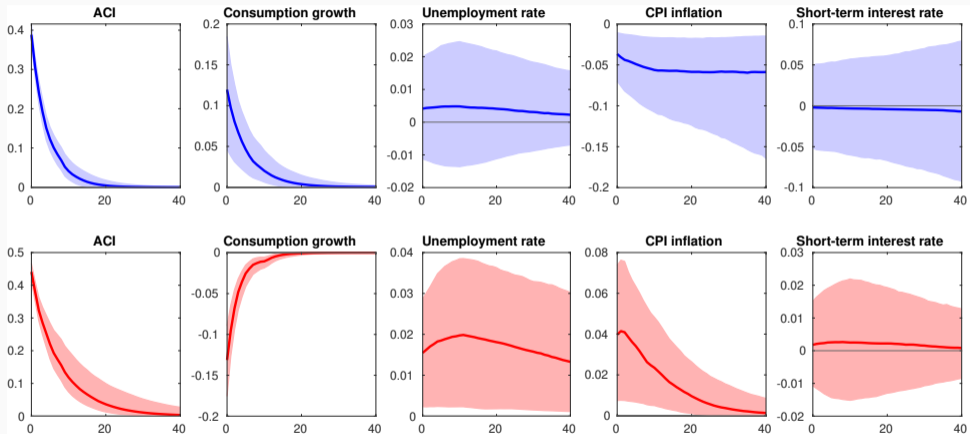 ACI
Consumption growth
Unemployment rate
CPI inflation
Short-term interest rate
0.4
0.3
0.2
0.1
0
0 20 40
0.2
0.15
0.1
0.05
0
0 20 40
0.03
0.02
0.01
0
-0.01
-0.02
0 20 40
0
-0.05
-0.1
-0.15
-0.2
0 20 40
0.1
0.05
0
-0.05
-0.1
0 20 40
ACI
Consumption growth
Unemployment rate
CPI inflation
Short-term interest rate
0.5
0.4
0.3
0.2
0.1
0
0 20 40
0
-0.05
-0.1
-0.15
-0.2
0 20 40
0.04
0.03
0.02
0.01
0
0 20 40
0.08
0.06
0.04
0.02
0
0 20 40
0.03
0.02
0.01
0
-0.01
-0.02
0 20 40